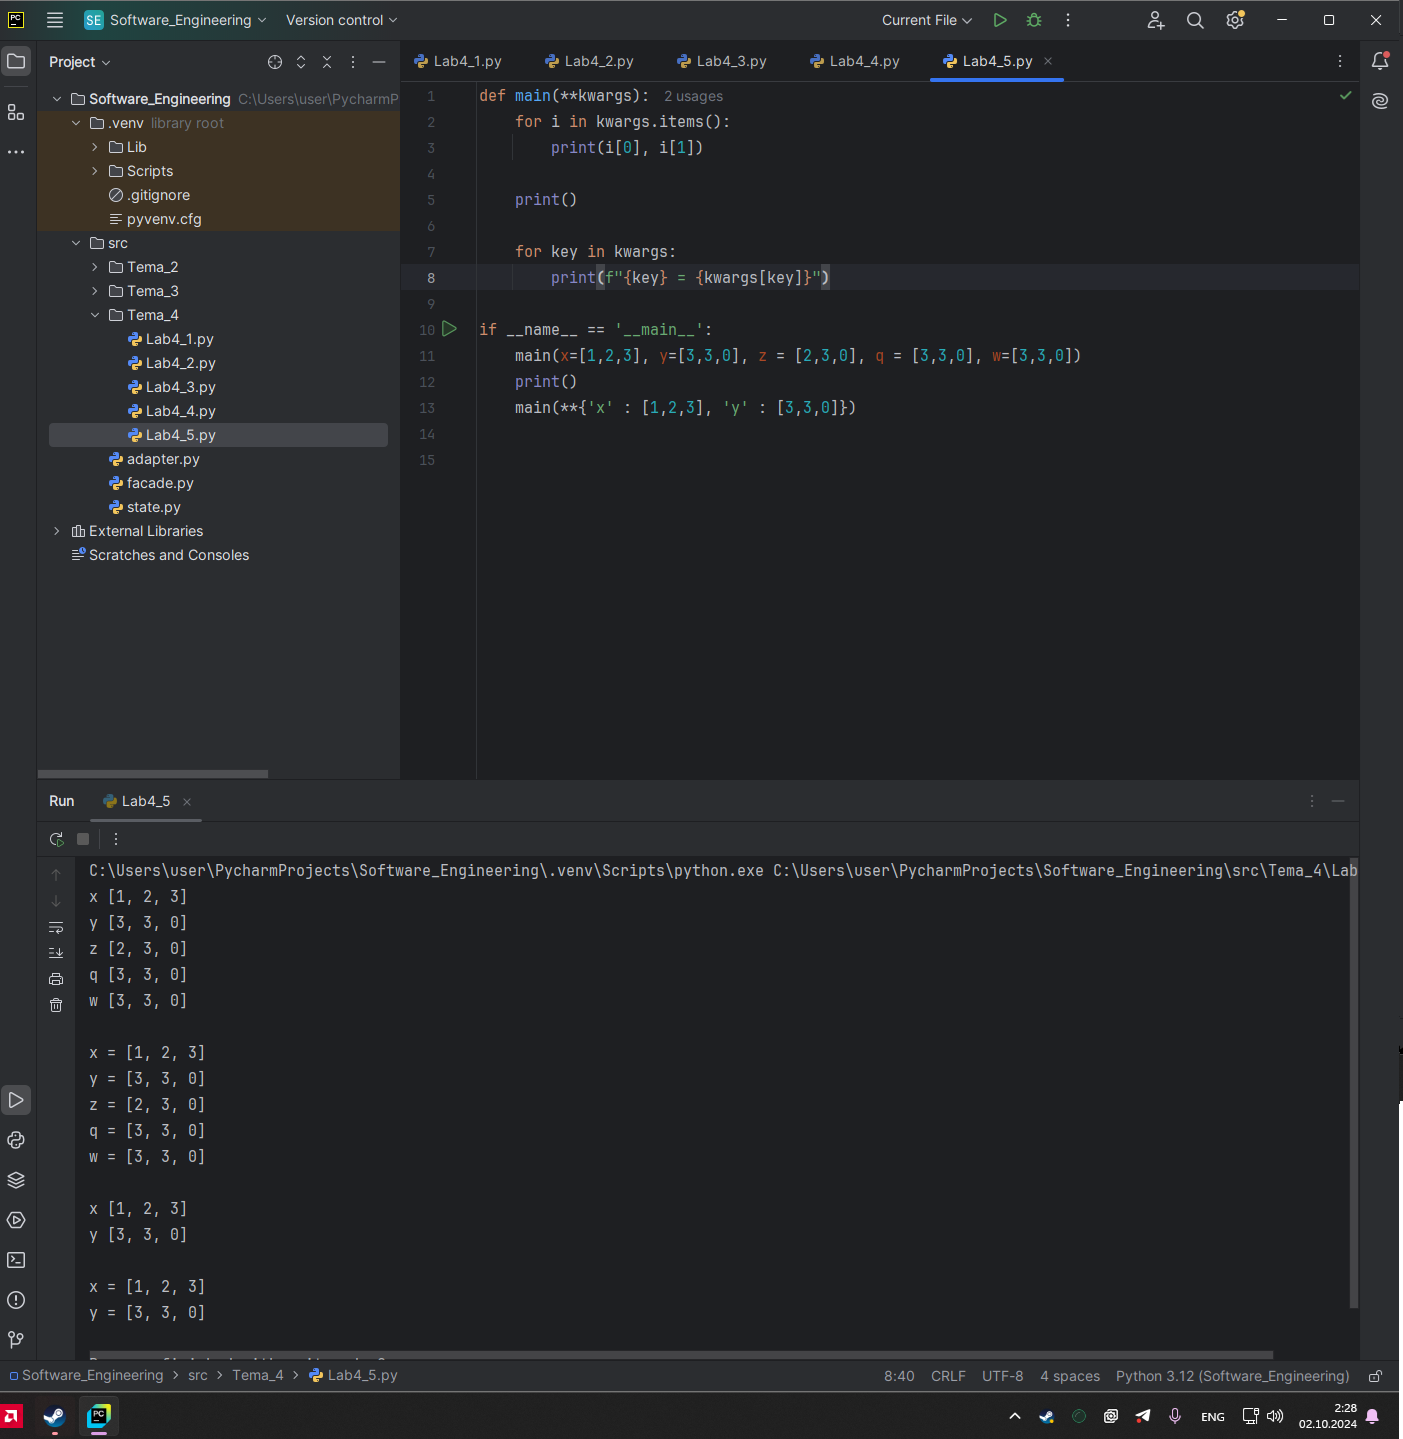 PC SE Software_Engineering Version control Current File
Project
Lab4_1.py Lab4_2.py Lab4_3.py Lab4_4.py Lab4_5.py
Software_Engineering C:\Users\user\PycharmP
.venv library root
Lib
Scripts
.gitignore
pyvenv.cfg
src
Tema_2
Tema_3
Tema_4
Lab4_1.py
Lab4_2.py
Lab4_3.py
Lab4_4.py
Lab4_5.py
adapter.py
facade.py
state.py
External Libraries
Scratches and Consoles
1 def main(**kwargs): 2 usages
2     for i in kwargs.items():
3         print(i[0], i[1])
4
5     print()
6
7     for key in kwargs:
8         print(f"{key} = {kwargs[key]}")
9
10 if __name__ == '__main__':
11     main(x=[1,2,3], y=[3,3,0], z = [2,3,0], q = [3,3,0], w=[3,3,0])
12     print()
13     main(**{'x' : [1,2,3], 'y' : [3,3,0]})
14
15
Run Lab4_5
C:\Users\user\PycharmProjects\Software_Engineering\.venv\Scripts\python.exe C:\Users\user\PycharmProjects\Software_Engineering\src\Tema_4\Lab
x [1, 2, 3]
y [3, 3, 0]
z [2, 3, 0]
q [3, 3, 0]
w [3, 3, 0]
x = [1, 2, 3]
y = [3, 3, 0]
z = [2, 3, 0]
q = [3, 3, 0]
w = [3, 3, 0]
x [1, 2, 3]
y [3, 3, 0]
x = [1, 2, 3]
y = [3, 3, 0]
Software_Engineering > src > Tema_4 > Lab4_5.py 8:40 CRLF UTF-8 4 spaces Python 3.12 (Software_Engineering)
PC ENG 2:28
02.10.2024